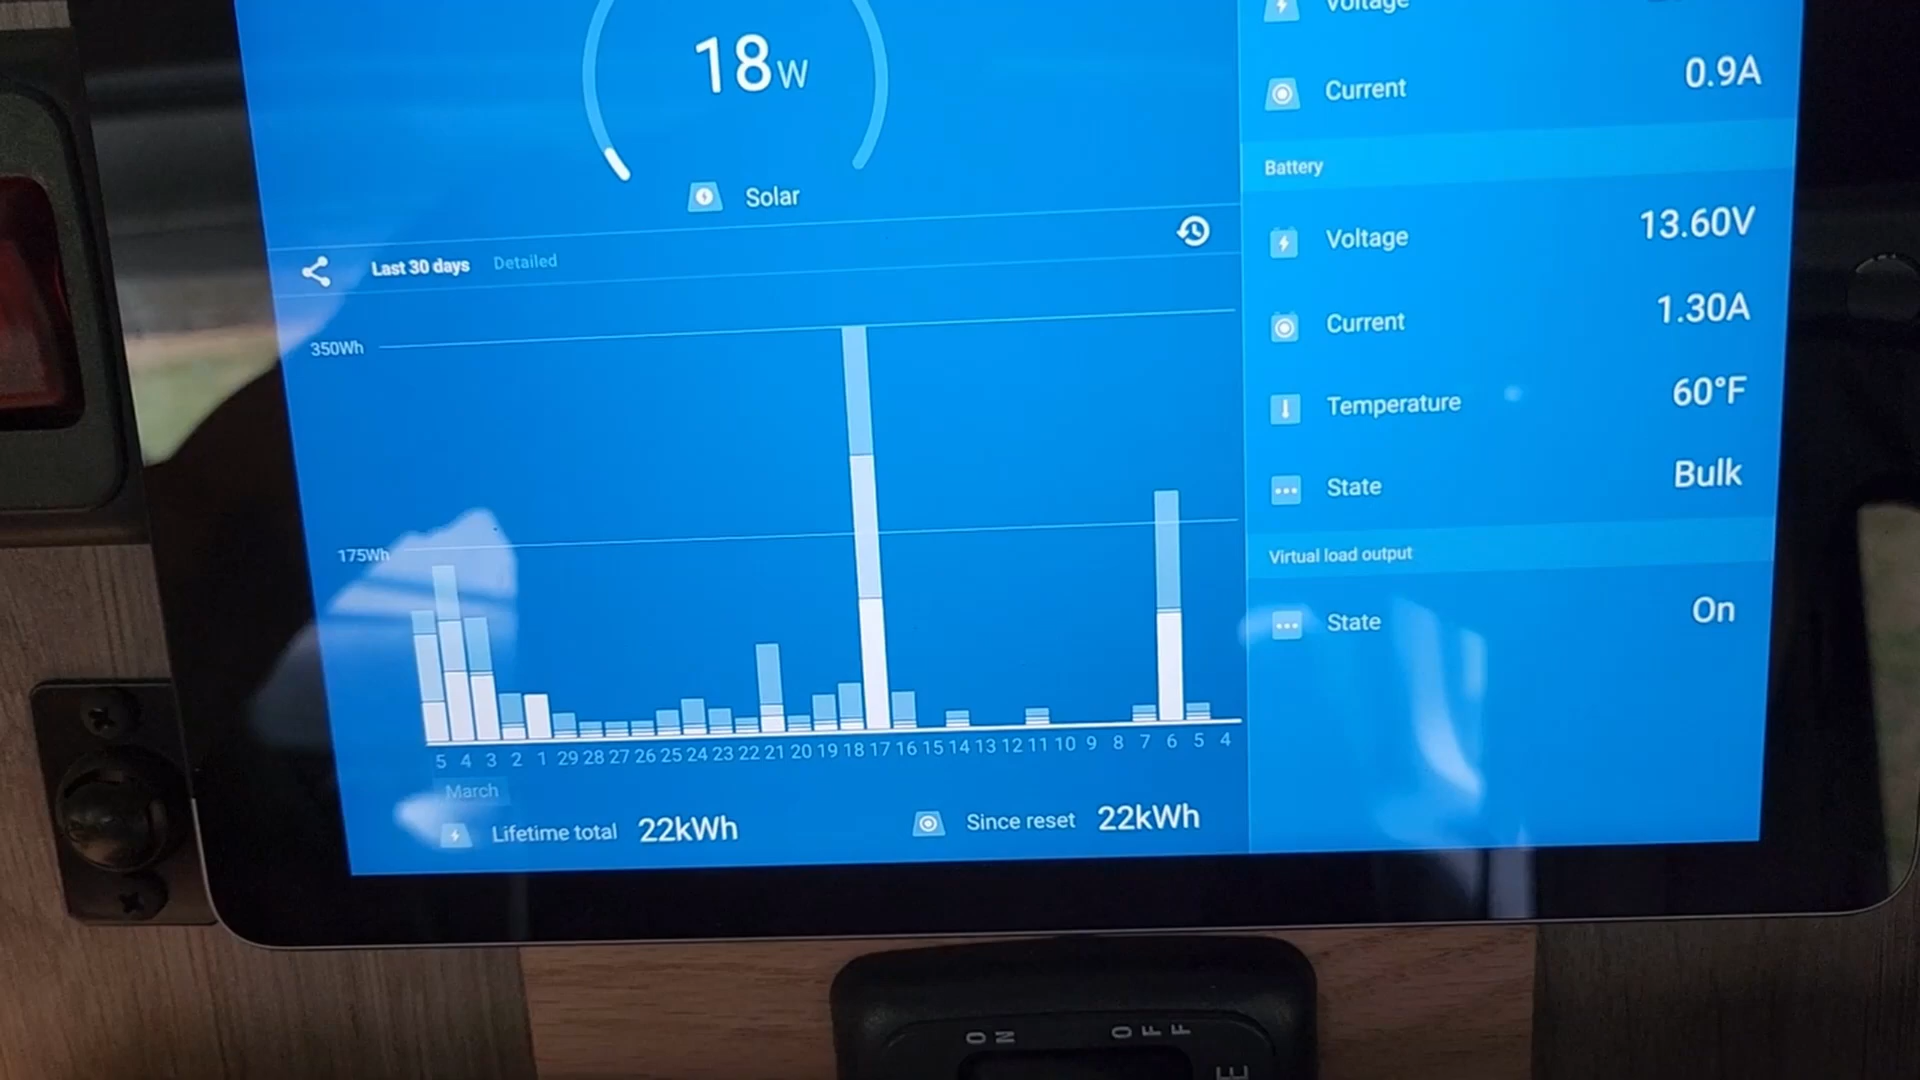 18W
Solar
Last 30 days Detailed
350Wh
175Wh
5 4 3 2 1 29 28 27 26 25 24 23 22 21 20 19 18 17 16 15 14 13 12 11 10 9 8 7 6 5 4
March
Lifetime total 22kWh
Since reset 22kWh
Voltage
Current 0.9A
Battery
Voltage 13.60V
Current 1.30A
Temperature 60°F
State Bulk
Virtual load output
State On
ON
OFF